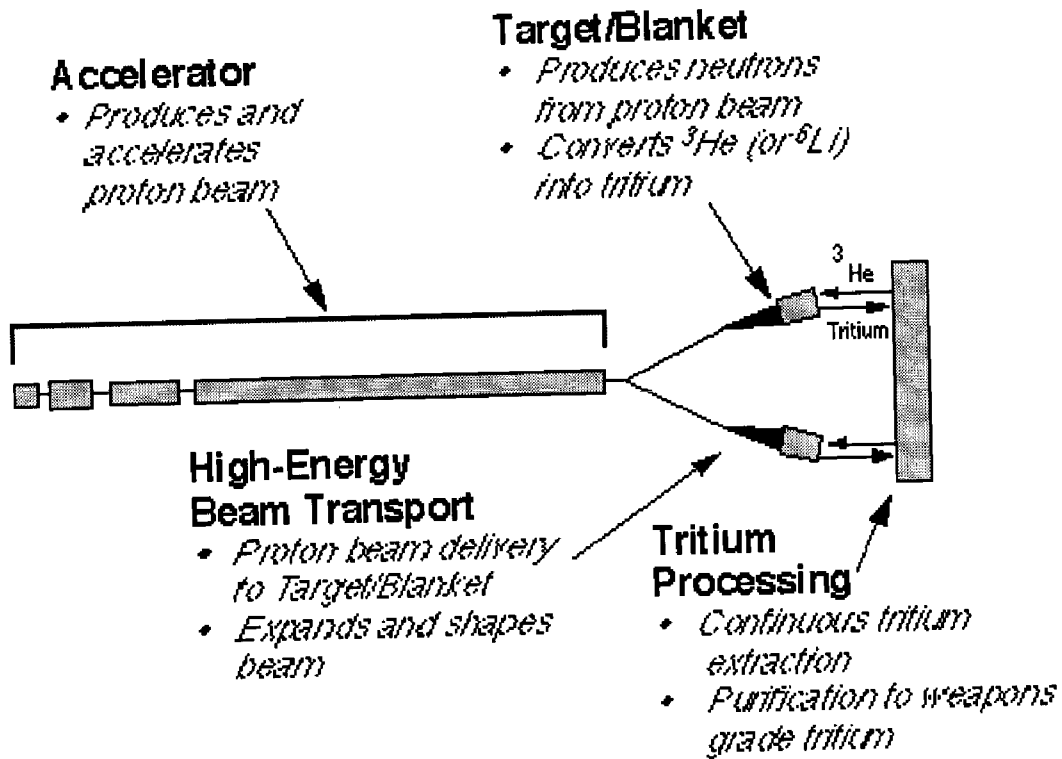 Accelerator
• Produces and
accelerates
proton beam
Target/Blanket
• Produces neutrons
from proton beam
• Converts ³He (or ⁶Li)
into tritium
3
He
Tritium
High-Energy
Beam Transport
• Proton beam delivery
to Target/Blanket
• Expands and shapes
beam
Tritium
Processing
• Continuous tritium
extraction
• Purification to weapons
grade tritium